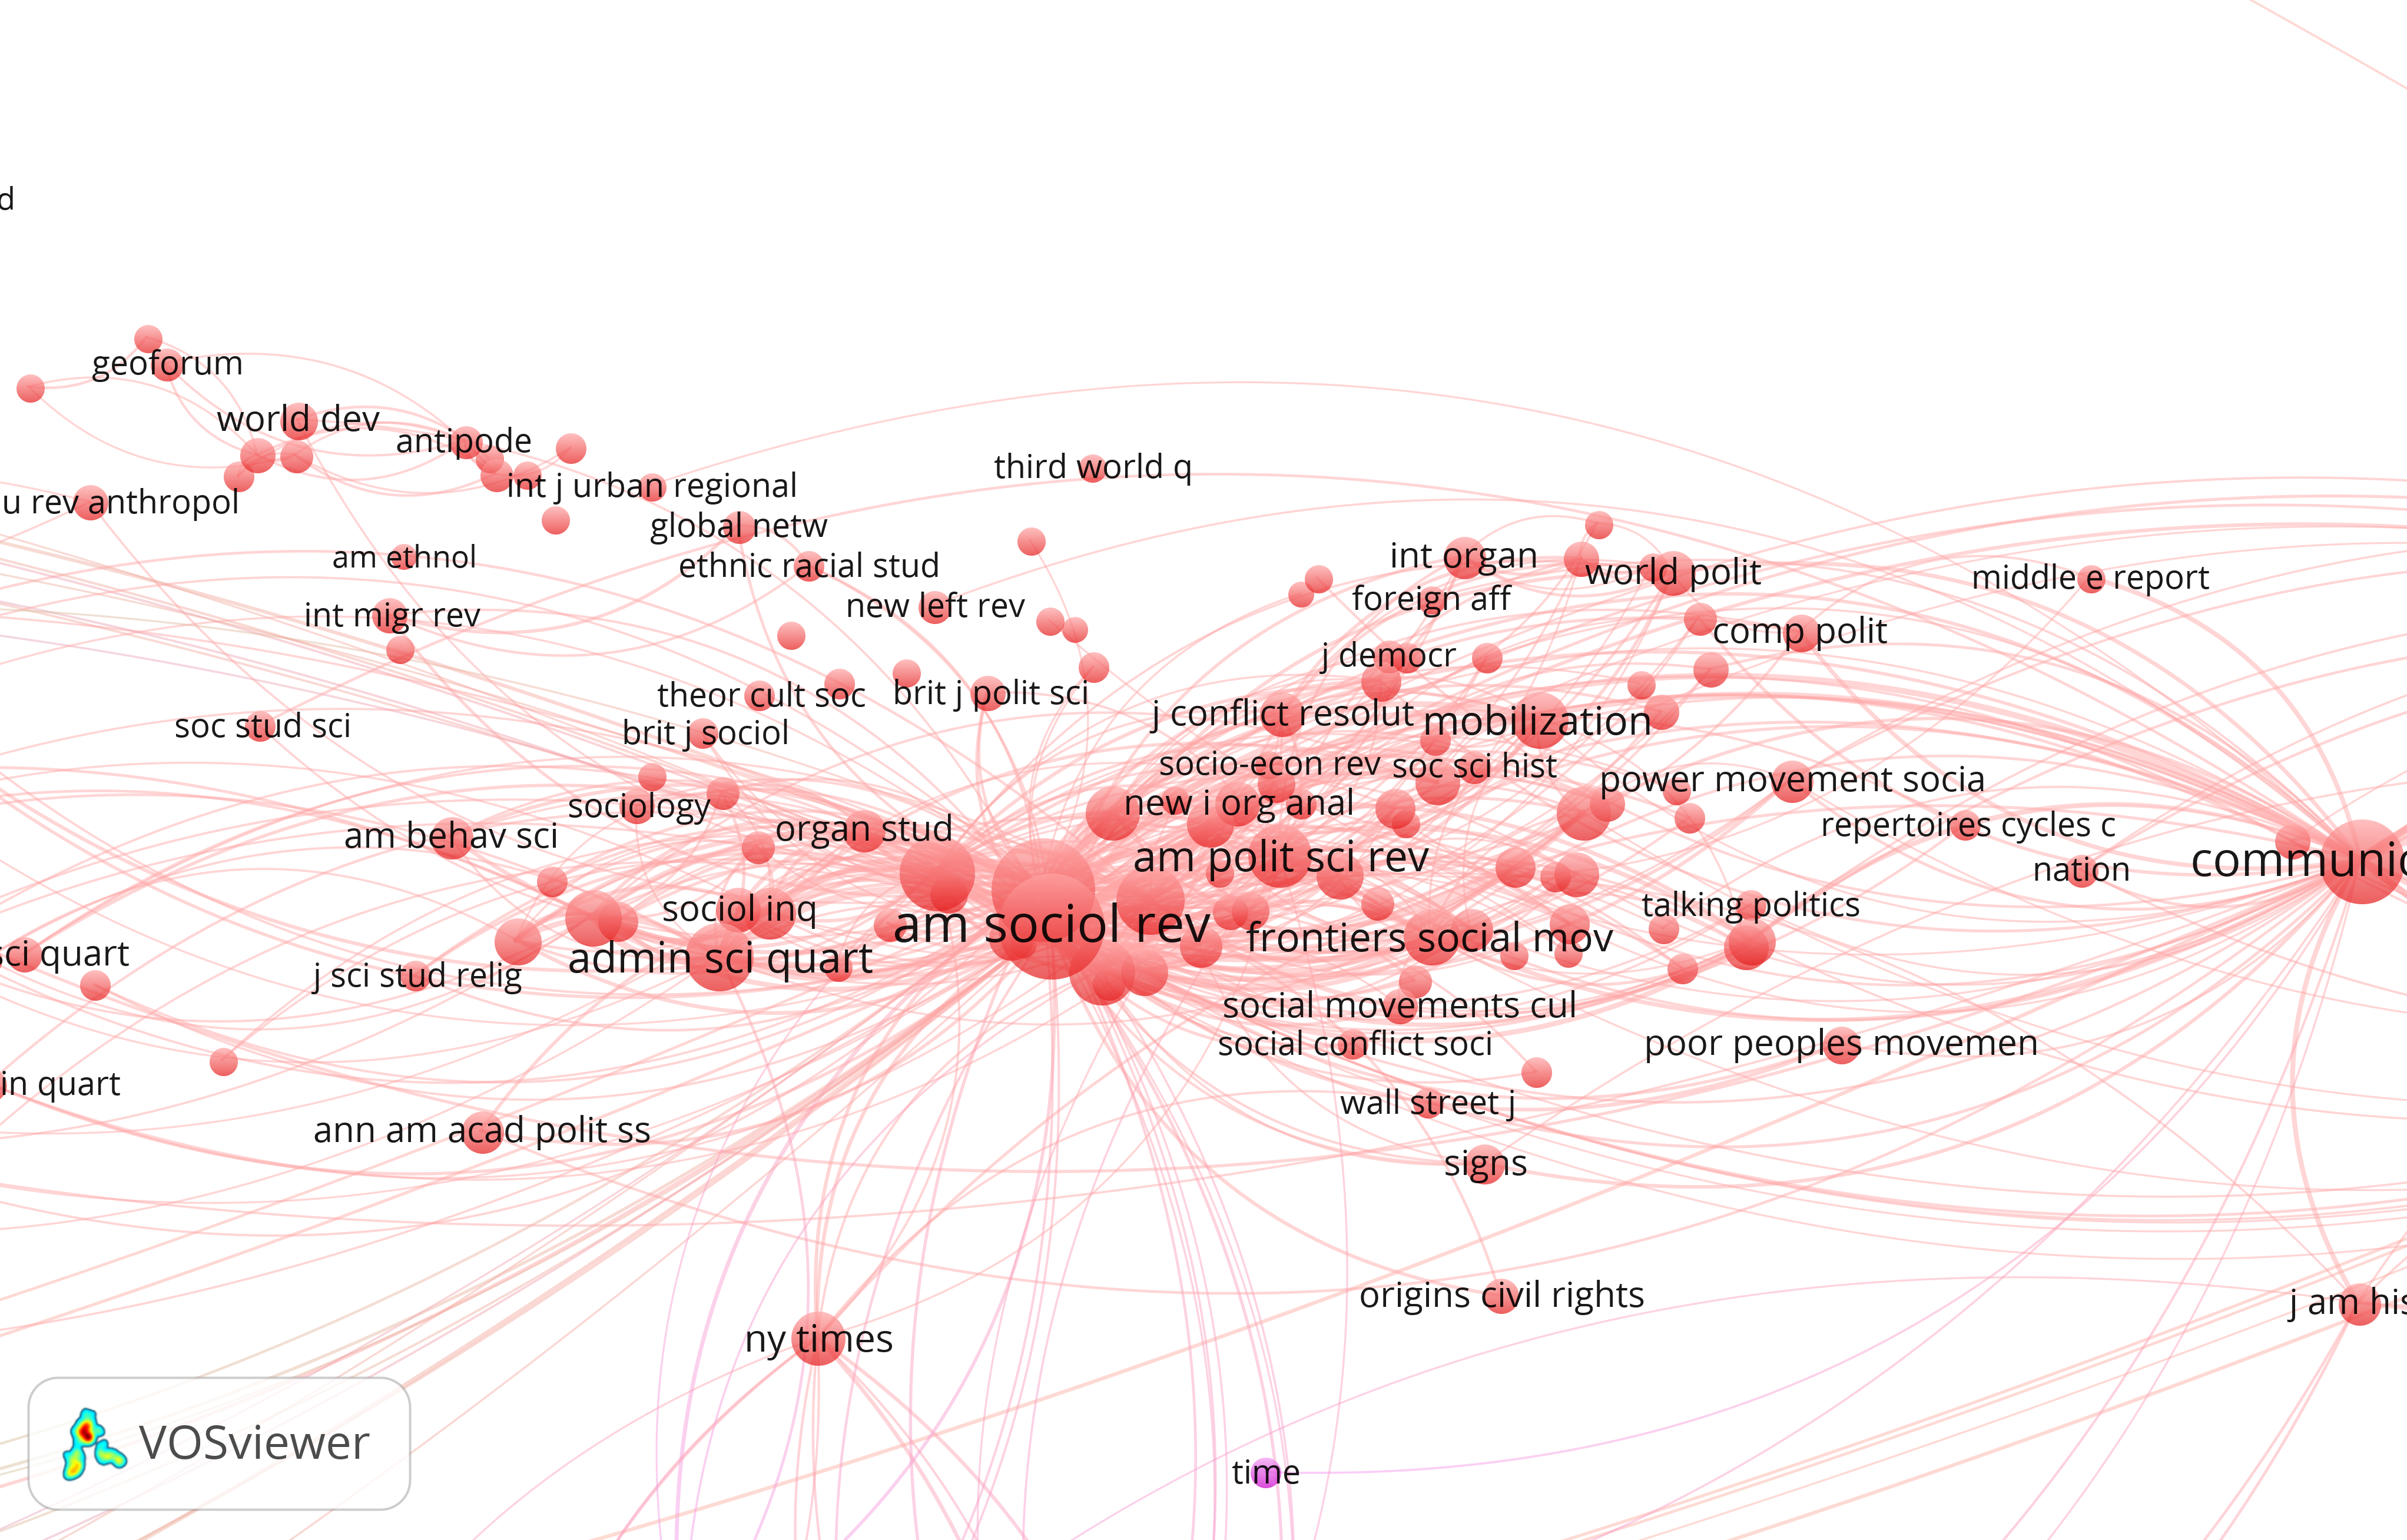 d
geoforum
world dev
antipode
third world q
int j urban regional
u rev anthropol
global netw
am ethnol
int organ
ethnic racial stud
world polit
middle e report
foreign aff
new left rev
int migr rev
comp polit
j democr
theor cult soc
brit j polit sci
j conflict resolut
mobilization
soc stud sci
brit j sociol
socio-econ rev
soc sci hist
power movement socia
new i org anal
sociology
repertoires cycles c
organ stud
am behav sci
am polit sci rev
communic
nation
talking politics
sociol inq
am sociol rev
frontiers social mov
sci quart
admin sci quart
j sci stud relig
social movements cul
social conflict soci
poor peoples movemen
in quart
wall street j
ann am acad polit ss
signs
origins civil rights
j am his
ny times
VOSviewer
time